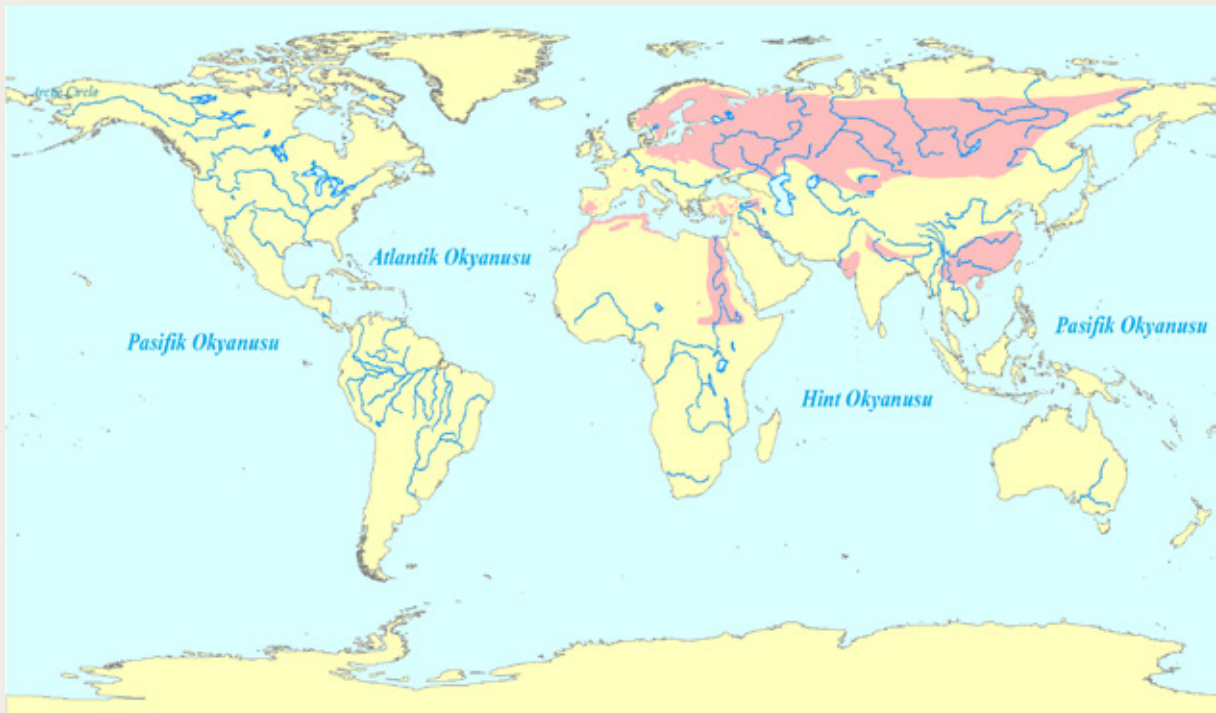 Arctic Circle
Atlantik Okyanusu
Pasifik Okyanusu
Pasifik Okyanusu
Hint Okyanusu